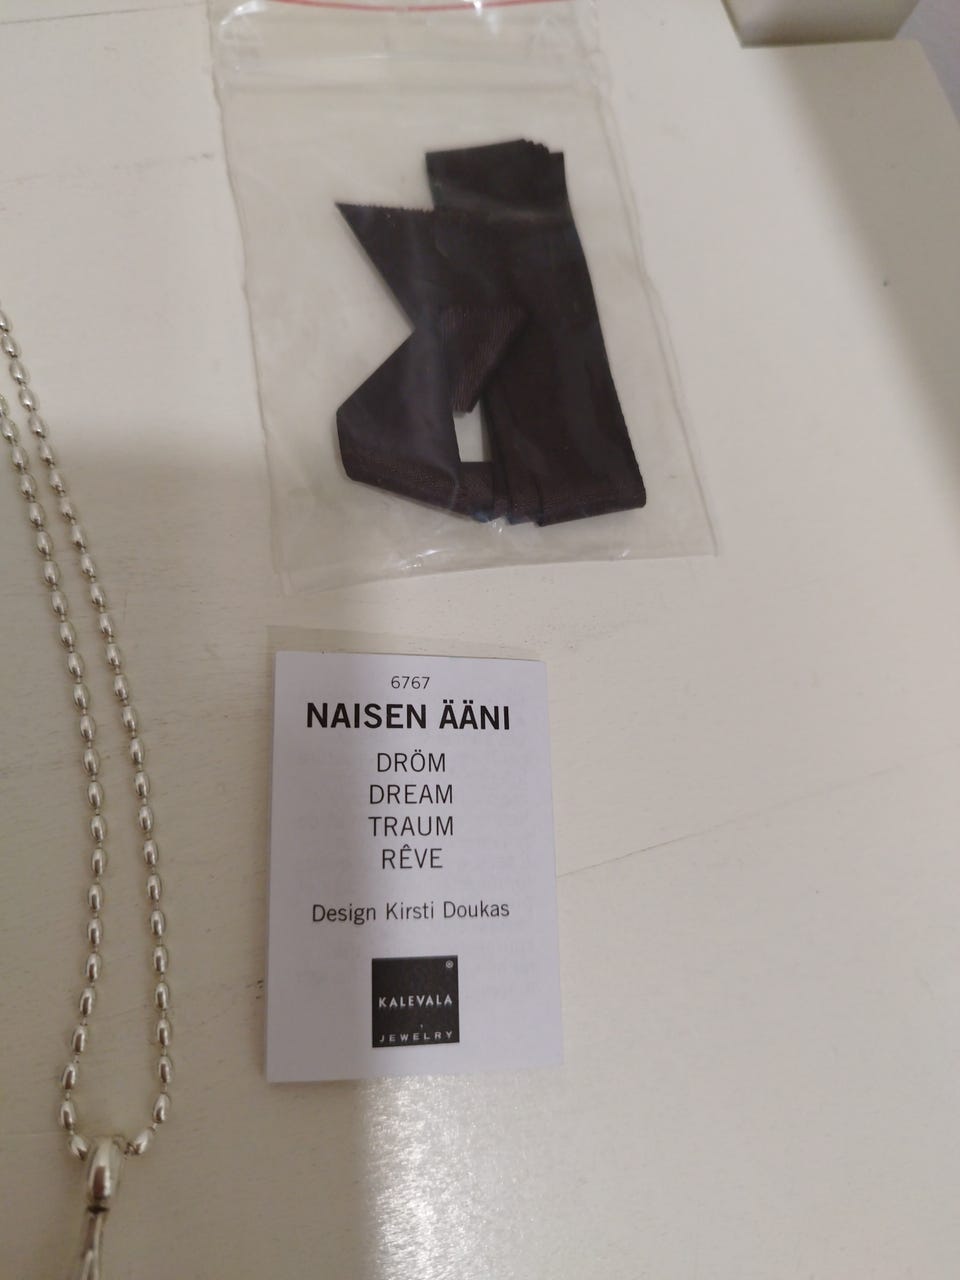 6767
NAISEN ÄÄNI
DRÖM
DREAM
TRAUM
RÊVE
Design Kirsti Doukas
®
KALEVALA
JEWELRY